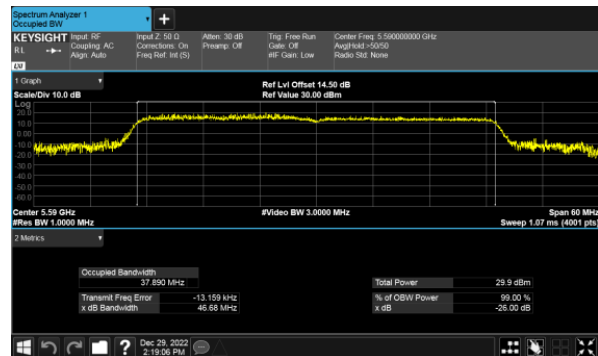 Spectrum Analyzer 1
Occupied BW
KEYSIGHT Input: RF Input Z: 50 Ω Atten: 30 dB Trig: Free Run Center Freq: 5.590000000 GHz
RL Coupling: AC Corrections: On Preamp: Off Gate: Off Avg|Hold:>50/50
Align: Auto Freq Ref: Int (S) #IF Gain: Low Radio Std: None
1 Graph
Ref Lvl Offset 14.50 dB
Scale/Div 10.0 dB Ref Value 30.00 dBm
Log
20.0
10.0
0.00
-10.0
-20.0
-30.0
-40.0
-50.0
-60.0
Center 5.59 GHz #Video BW 3.0000 MHz Span 60 MHz
#Res BW 1.0000 MHz Sweep 1.07 ms (4001 pts)
2 Metrics
Occupied Bandwidth
37.890 MHz Total Power 29.9 dBm
Transmit Freq Error -13.159 kHz % of OBW Power 99.00 %
x dB Bandwidth 46.68 MHz x dB -26.00 dB
Dec 29, 2022
2:19:06 PM